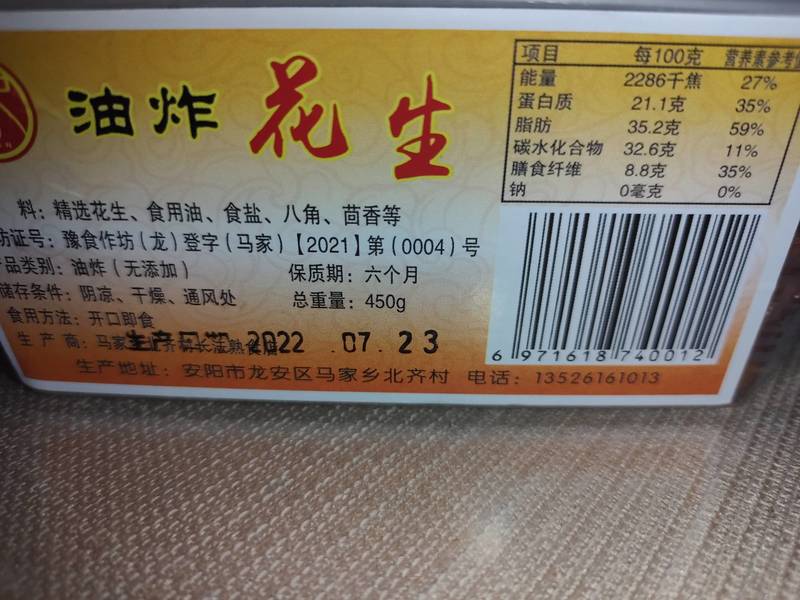 油炸花生
项目 每100克 营养素参考值
能量 2286千焦 27%
蛋白质 21.1克 35%
脂肪 35.2克 59%
碳水化合物 32.6克 11%
膳食纤维 8.8克 35%
钠 0毫克 0%
料：精选花生、食用油、食盐、八角、茴香等
坊证号：豫食作坊（龙）登字（马家）【2021】第（0004）号
产品类别：油炸（无添加） 保质期：六个月
储存条件：阴凉、干燥、通风处 总重量：450g
食用方法：开口即食
生产日期 2022.07.23
生产商：马家
生产地址：安阳市龙安区马家乡北齐村 电话：13526161013
6 971618 740012